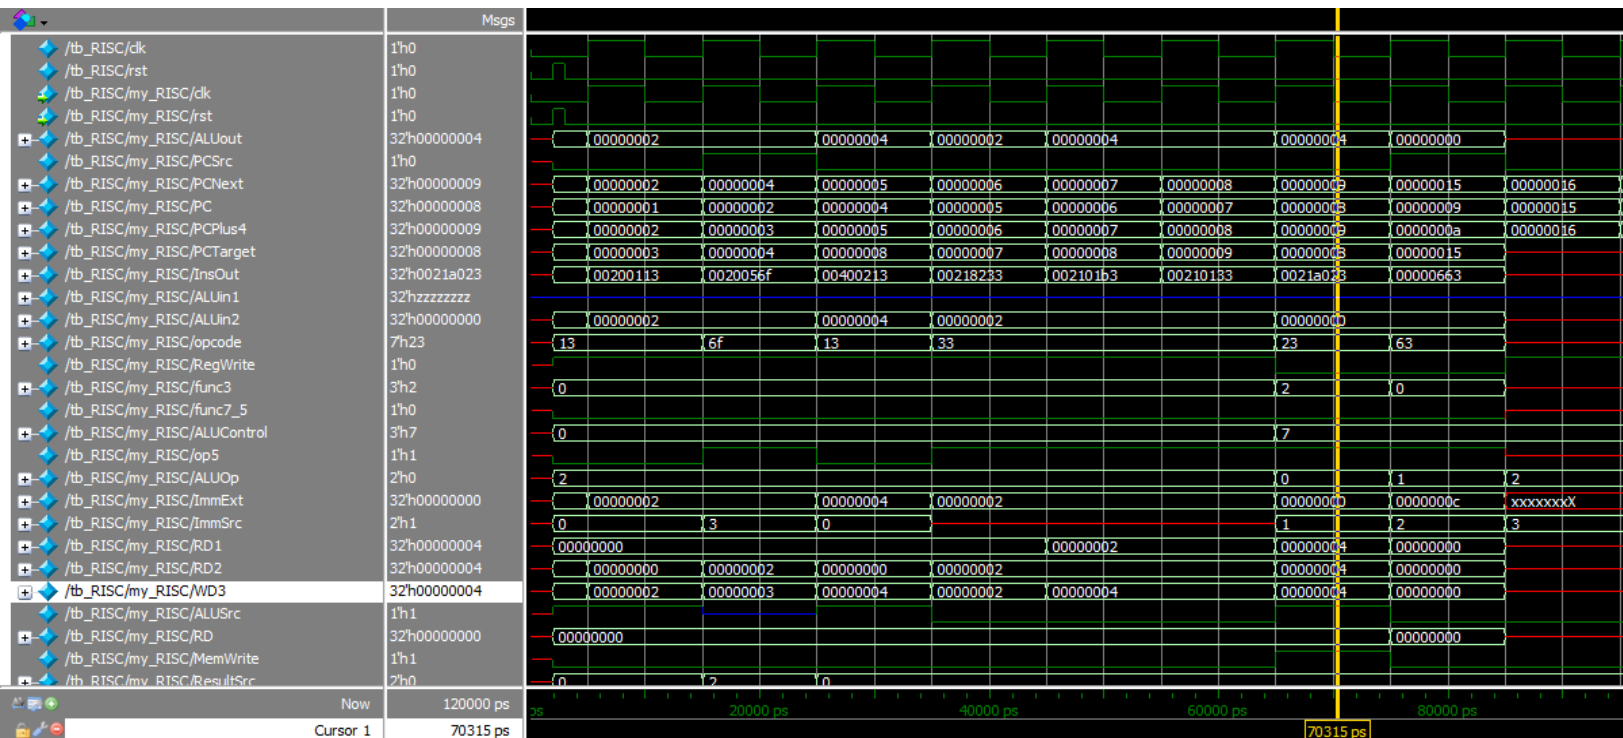 Msgs
/tb_RISC/clk 1'h0
/tb_RISC/rst 1'h0
/tb_RISC/my_RISC/clk 1'h0
/tb_RISC/my_RISC/rst 1'h0
/tb_RISC/my_RISC/ALUout 32'h00000004 00000002 00000004 00000002 00000004 00000004 00000000
/tb_RISC/my_RISC/PCSrc 1'h0
/tb_RISC/my_RISC/PCNext 32'h00000009 00000002 00000004 00000005 00000006 00000007 00000008 00000009 00000015 00000016
/tb_RISC/my_RISC/PC 32'h00000008 00000001 00000002 00000004 00000005 00000006 00000007 00000008 00000009 00000015
/tb_RISC/my_RISC/PCPlus4 32'h00000009 00000002 00000003 00000005 00000006 00000007 00000008 00000009 0000000a 00000016
/tb_RISC/my_RISC/PCTarget 32'h00000008 00000003 00000004 00000008 00000007 00000008 00000009 00000008 00000015
/tb_RISC/my_RISC/InsOut 32'h0021a023 00200113 0020056f 00400213 00218233 002101b3 00210133 0021a023 00000663
/tb_RISC/my_RISC/ALUin1 32'hzzzzzzzz
/tb_RISC/my_RISC/ALUin2 32'h00000000 00000002 00000004 00000002 00000000
/tb_RISC/my_RISC/opcode 7'h23 13 6f 13 33 23 63
/tb_RISC/my_RISC/RegWrite 1'h0
/tb_RISC/my_RISC/func3 3'h2 0 2 0
/tb_RISC/my_RISC/func7_5 1'h0
/tb_RISC/my_RISC/ALUControl 3'h7 0 7
/tb_RISC/my_RISC/op5 1'h1
/tb_RISC/my_RISC/ALUOp 2'h0 2 0 1 2
/tb_RISC/my_RISC/ImmExt 32'h00000000 00000002 00000004 00000002 00000000 0000000c xxxxxxxX
/tb_RISC/my_RISC/ImmSrc 2'h1 0 3 0 1 2 3
/tb_RISC/my_RISC/RD1 32'h00000004 00000000 00000002 00000004 00000000
/tb_RISC/my_RISC/RD2 32'h00000004 00000000 00000002 00000000 00000002 00000004 00000000
/tb_RISC/my_RISC/WD3 32'h00000004 00000002 00000003 00000004 00000002 00000004 00000004 00000000
/tb_RISC/my_RISC/ALUSrc 1'h1
/tb_RISC/my_RISC/RD 32'h00000000 00000000 00000000
/tb_RISC/my_RISC/MemWrite 1'h1
/tb_RISC/my_RISC/ResultSrc 2'h0 0 2 0
Now 120000 ps ps 20000 ps 40000 ps 60000 ps 80000 ps
Cursor 1 70315 ps 70315 ps